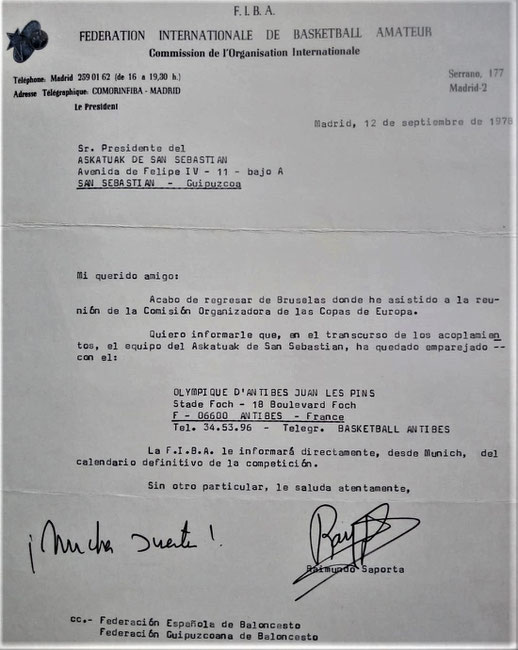 F. I. B. A.
FEDERATION INTERNATIONALE DE BASKETBALL AMATEUR
Commission de l'Organisation Internationale
Téléphone: Madrid 259 01 62 (de 16 a 19,30 h.)
Adresse Télégraphique: COMORINFIBA - MADRID
Le President
Serrano, 177
Madrid-2
Madrid, 12 de septiembre de 1978
Sr. Presidente del
ASKATUAK DE SAN SEBASTIAN
Avenida de Felipe IV - 11 - bajo A
SAN SEBASTIAN - Guipuzcoa
Mi querido amigo:
Acabo de regresar de Bruselas donde he asistido a la reu-
nión de la Comisión Organizadora de las Copas de Europa.
Quiero informarle que, en el transcurso de los acoplamien
tos, el equipo del Askatuak de San Sebastian, ha quedado emparejado --
con el:
OLYMPIQUE D'ANTIBES JUAN LES PINS
Stade Foch - 18 Boulevard Foch
F - 06600 ANTIBES - France
Tel. 34.53.96 - Telegr. BASKETBALL ANTIBES
La F.I.B.A. le informará directamente, desde Munich, del
calendario definitivo de la competición.
Sin otro particular, le saluda atentamente,
¡Mucha suerte!
Raimundo Saporta
cc.- Federación Española de Baloncesto
Federación Guipuzcoana de Baloncesto